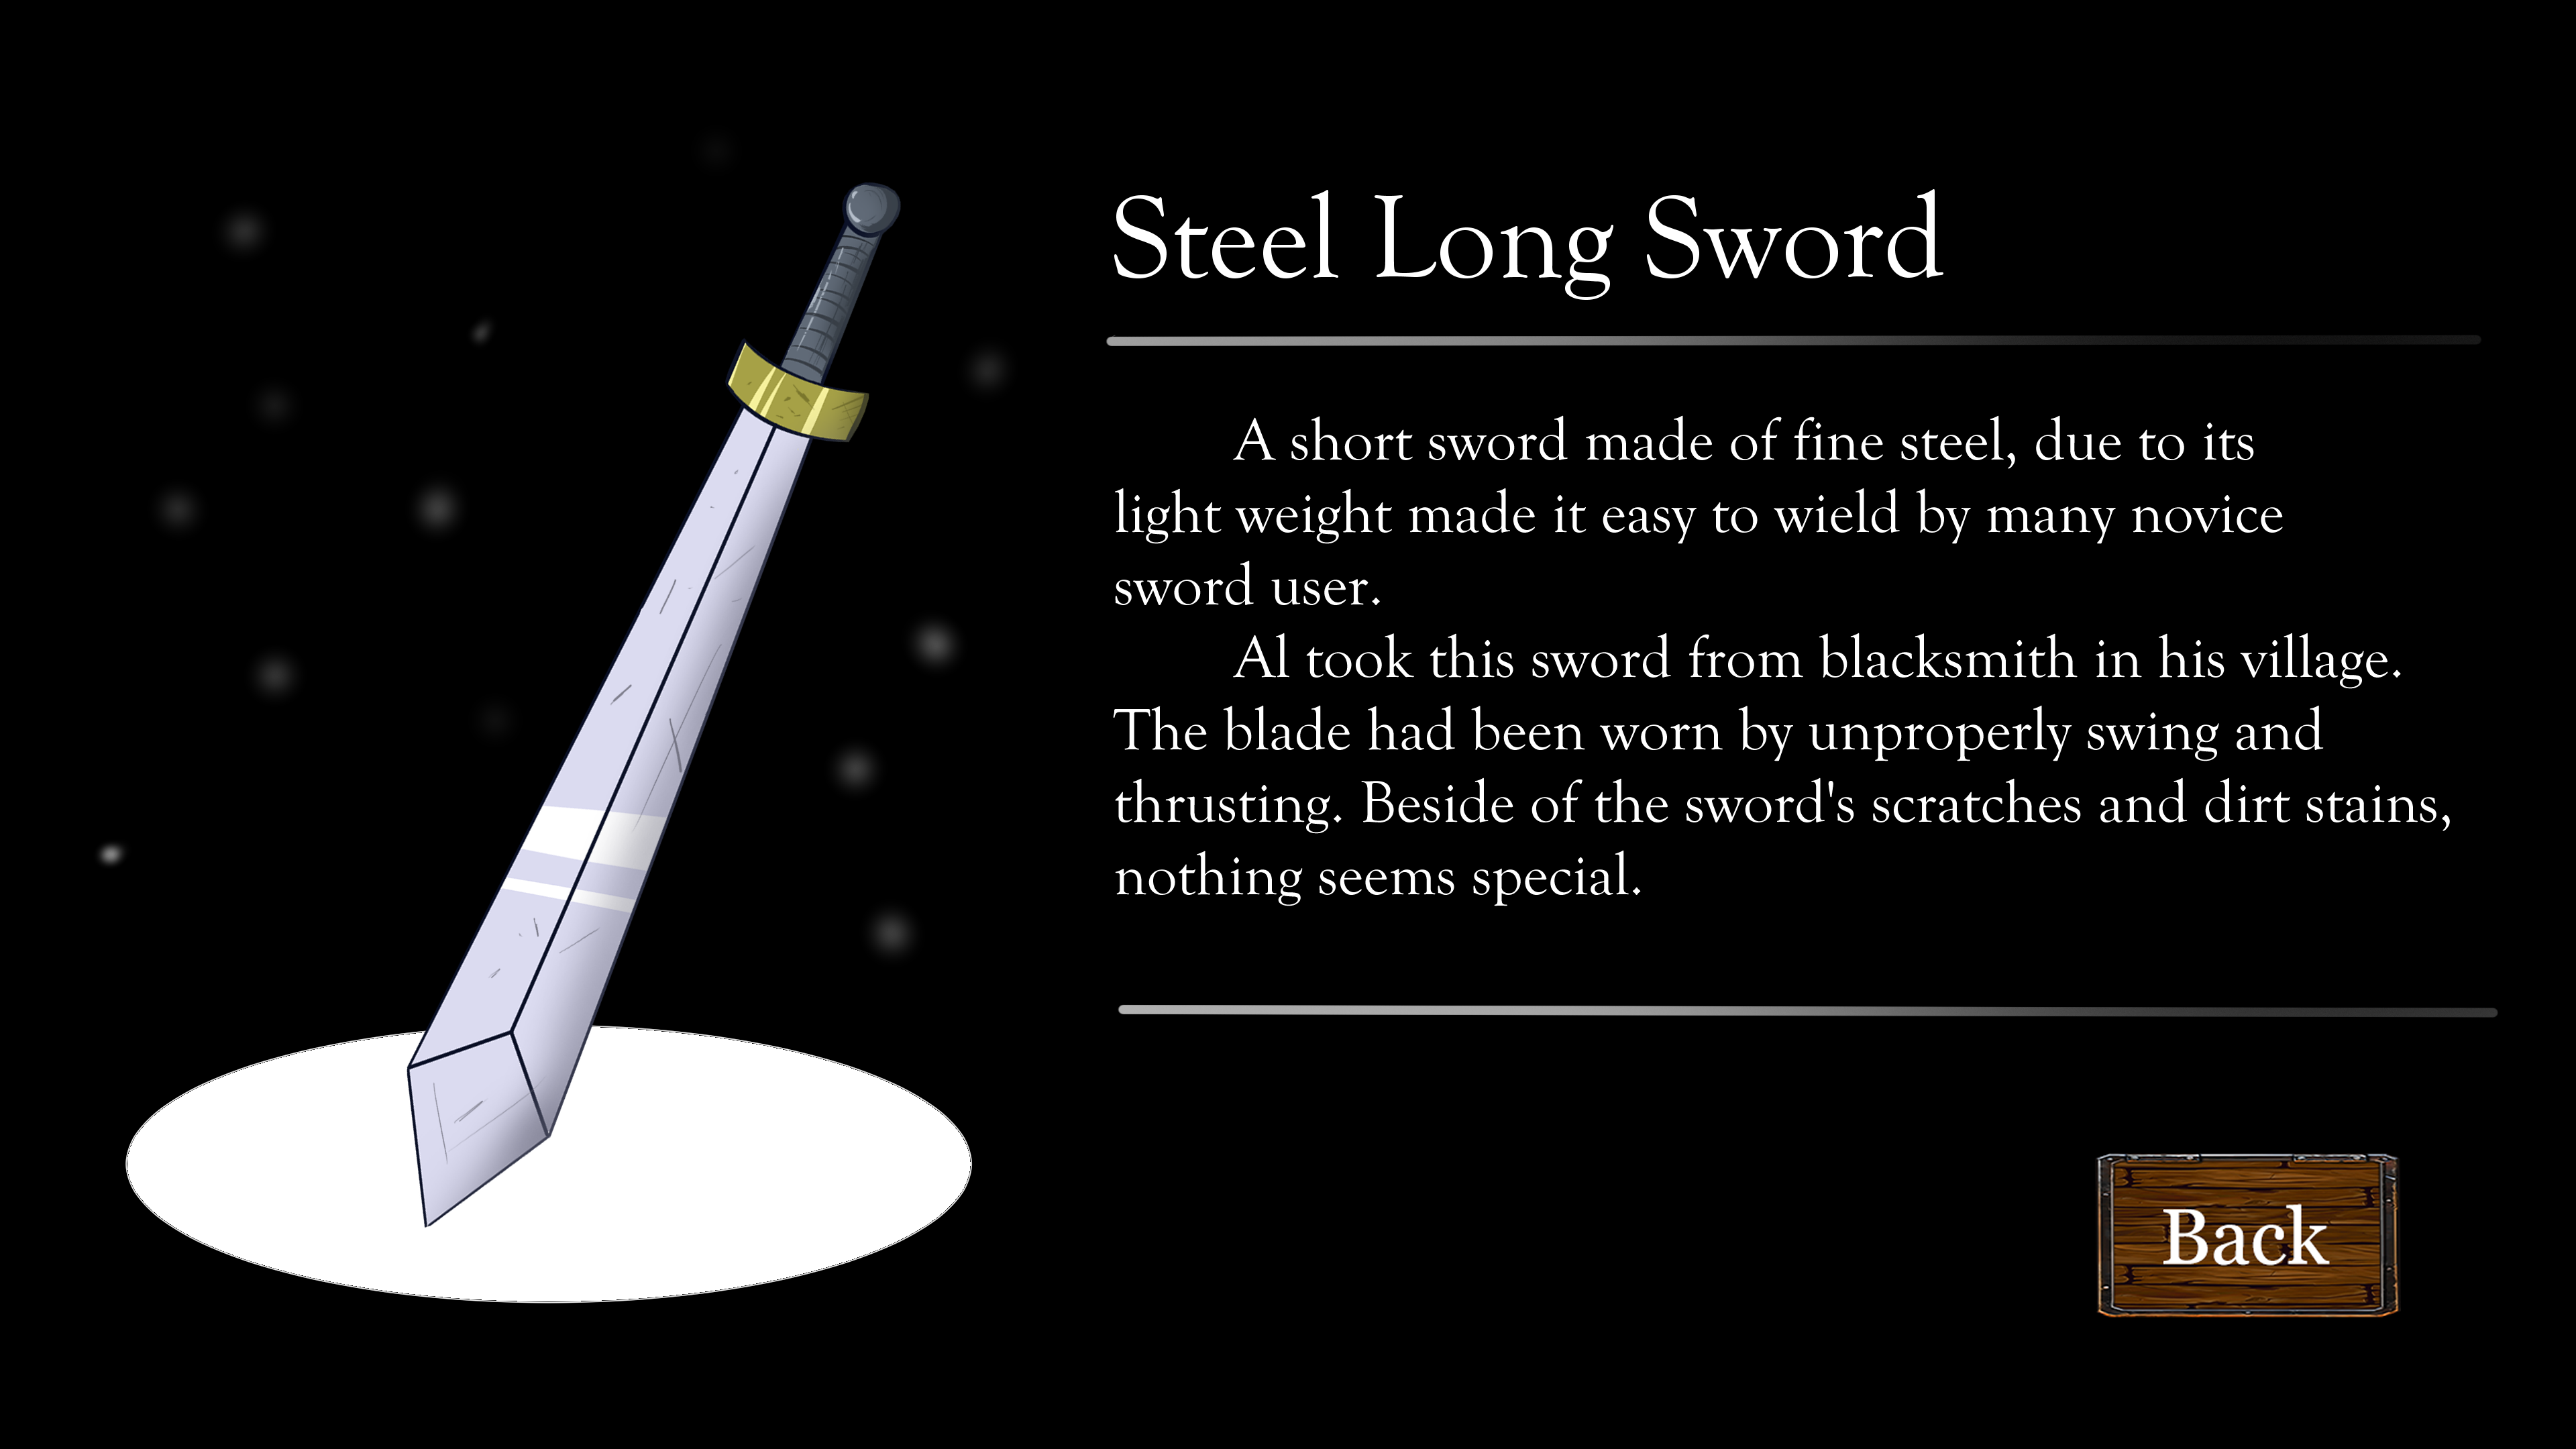 Steel Long Sword
A short sword made of fine steel, due to its
light weight made it easy to wield by many novice
sword user.
Al took this sword from blacksmith in his village.
The blade had been worn by unproperly swing and
thrusting. Beside of the sword's scratches and dirt stains,
nothing seems special.
Back